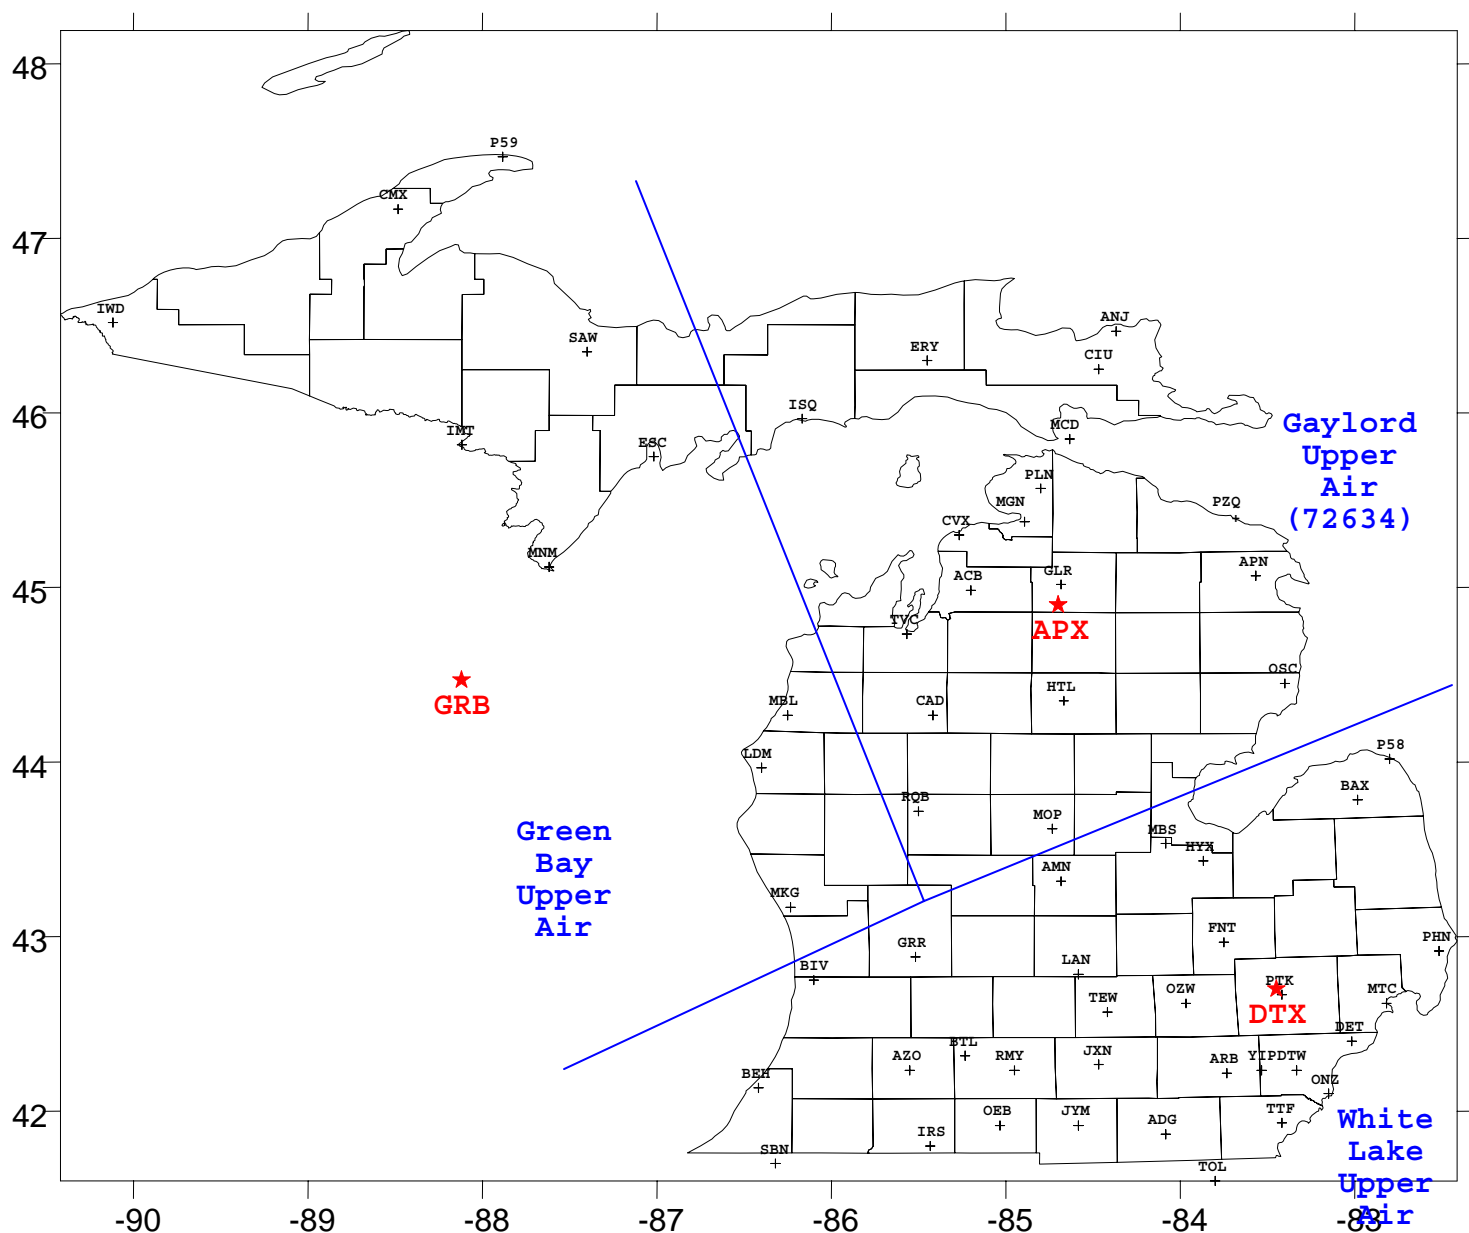 48
P59
CMX
47
IWD
SAW
ANJ
ERY
CIU
46
ISQ
MCD
IMT
ESC
Gaylord
Upper
Air
(72634)
PLN
MGN
PZQ
CVX
MNM
45
ACB
GLR
APN
TVC
APX
GRB
OSC
MBL
CAD
HTL
44
LDM
P58
BAX
RQB
MOP
MBS
HYX
Green
Bay
Upper
Air
AMN
MKG
43
GRR
FNT
PHN
BIV
LAN
TEW
OZW
PTK
MTC
DTX
DET
AZO
BTL
RMY
JXN
ARB
YIP
DTW
BEH
ONZ
42
IRS
OEB
JYM
ADG
TTF
SBN
TOL
White
Lake
Upper
Air
-90
-89
-88
-87
-86
-85
-84
-83